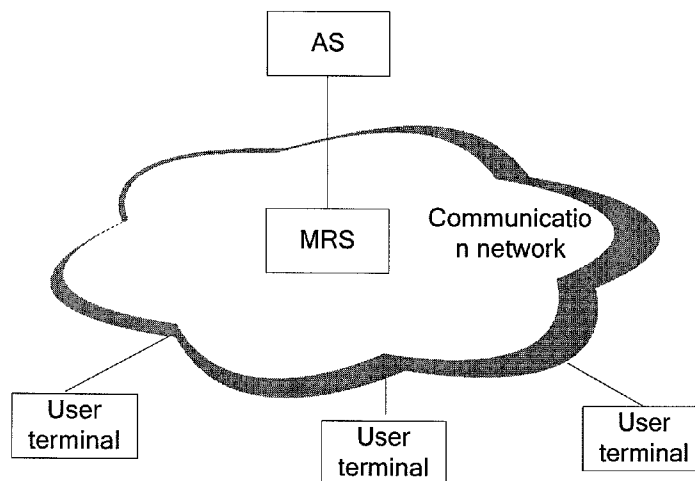 AS
MRS
Communicatio
n network
User
terminal
User
terminal
User
terminal